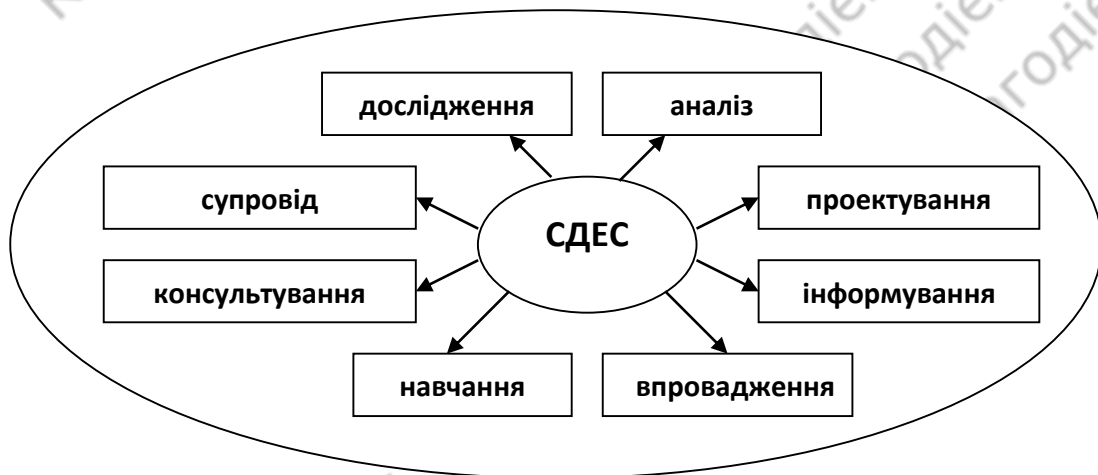 дослідження
аналіз
супровід
СДЕС
проектування
консультування
інформування
навчання
впровадження